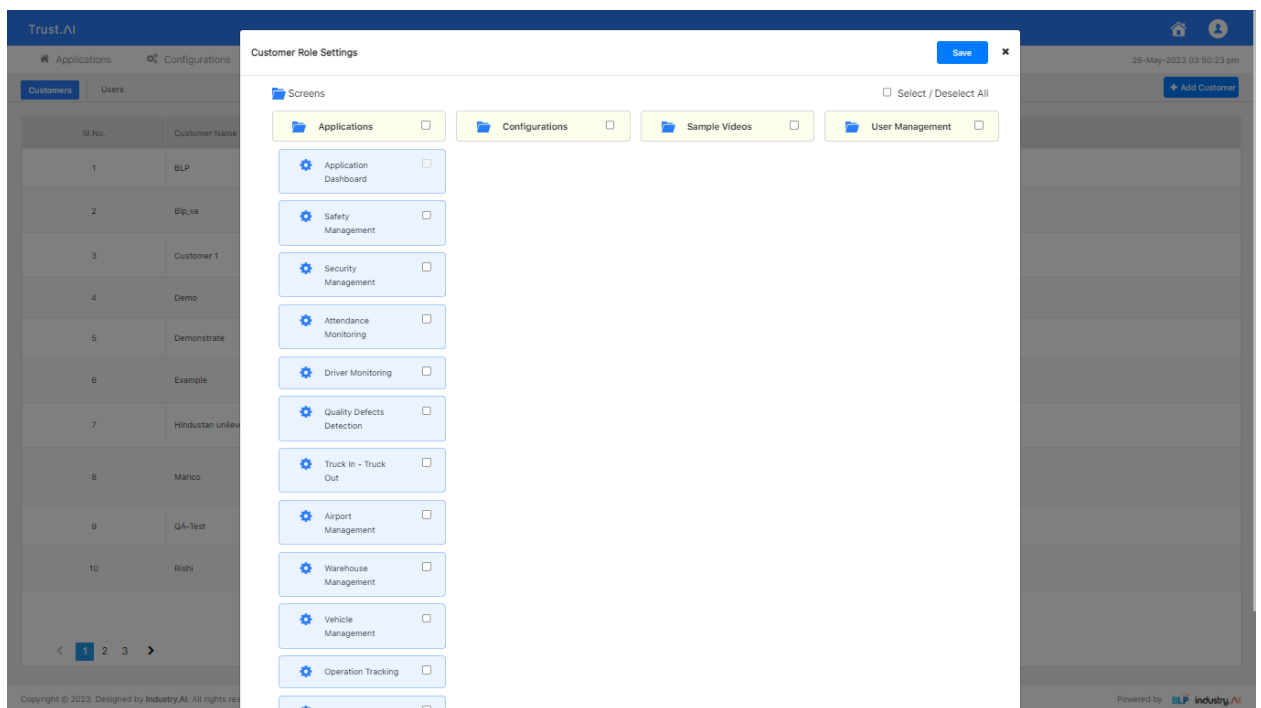 Trust.ΛI
Applications
Configurations
26-May-2023 03:50:23 pm
Customers
Users
+ Add Customer
Customer Role Settings
Save
×
Screens
Select / Deselect All
Applications
Configurations
Sample Videos
User Management
Application
Dashboard
Safety
Management
Security
Management
Attendance
Monitoring
Driver Monitoring
Quality Defects
Detection
Truck In - Truck
Out
Airport
Management
Warehouse
Management
Vehicle
Management
Operation Tracking
Sl.No. Customer Name
1 BLP
2 Blp_va
3 Customer 1
4 Demo
5 Demonstrate
6 Example
7 Hindustan unilev
8 Marico
9 QA-Test
10 Rishi
< 1 2 3 >
Copyright © 2023. Designed by Industry.AI. All rights res
Powered by BLP industry.ΛI